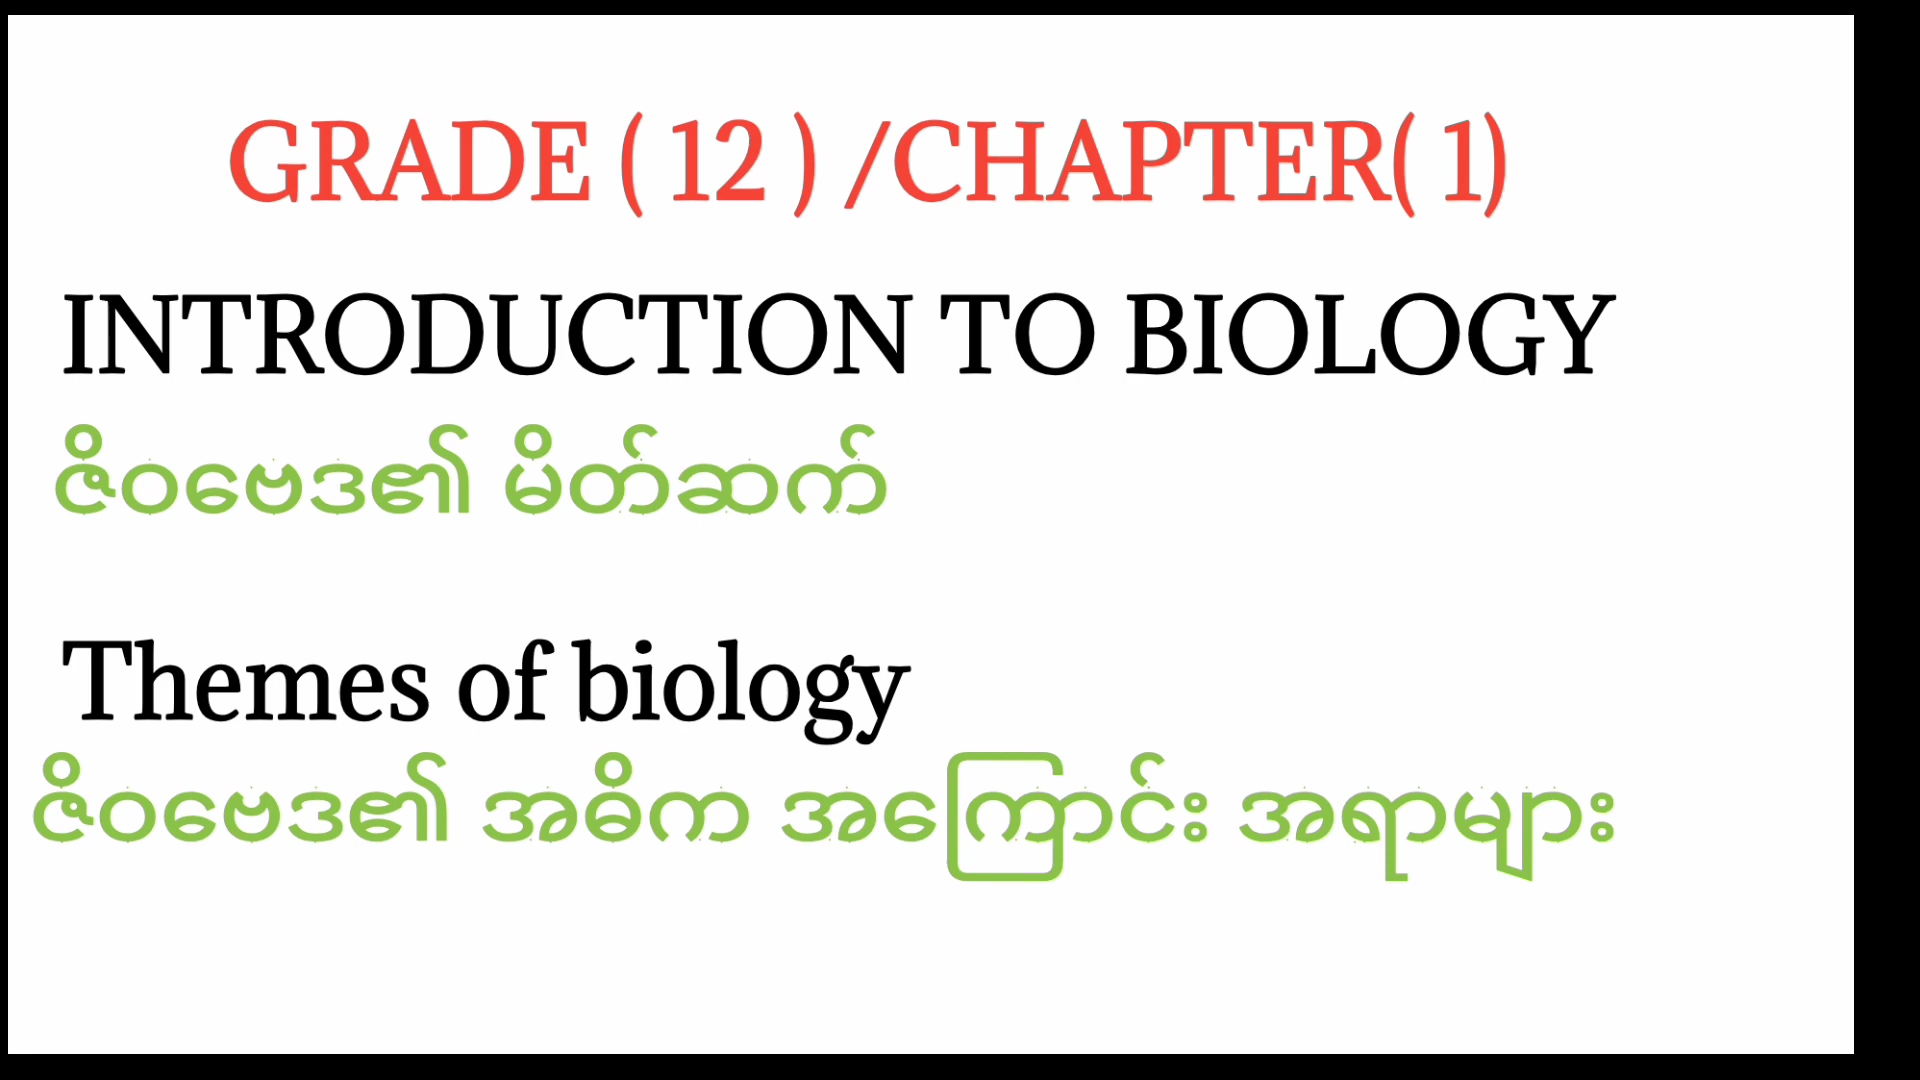 GRADE ( 12 ) /CHAPTER( 1)
INTRODUCTION TO BIOLOGY
ဇိဝဗေဒ၏ မိတ်ဆက်
Themes of biology
ဇိဝဗေဒ၏ အဓိက အကြောင်း အရာများ